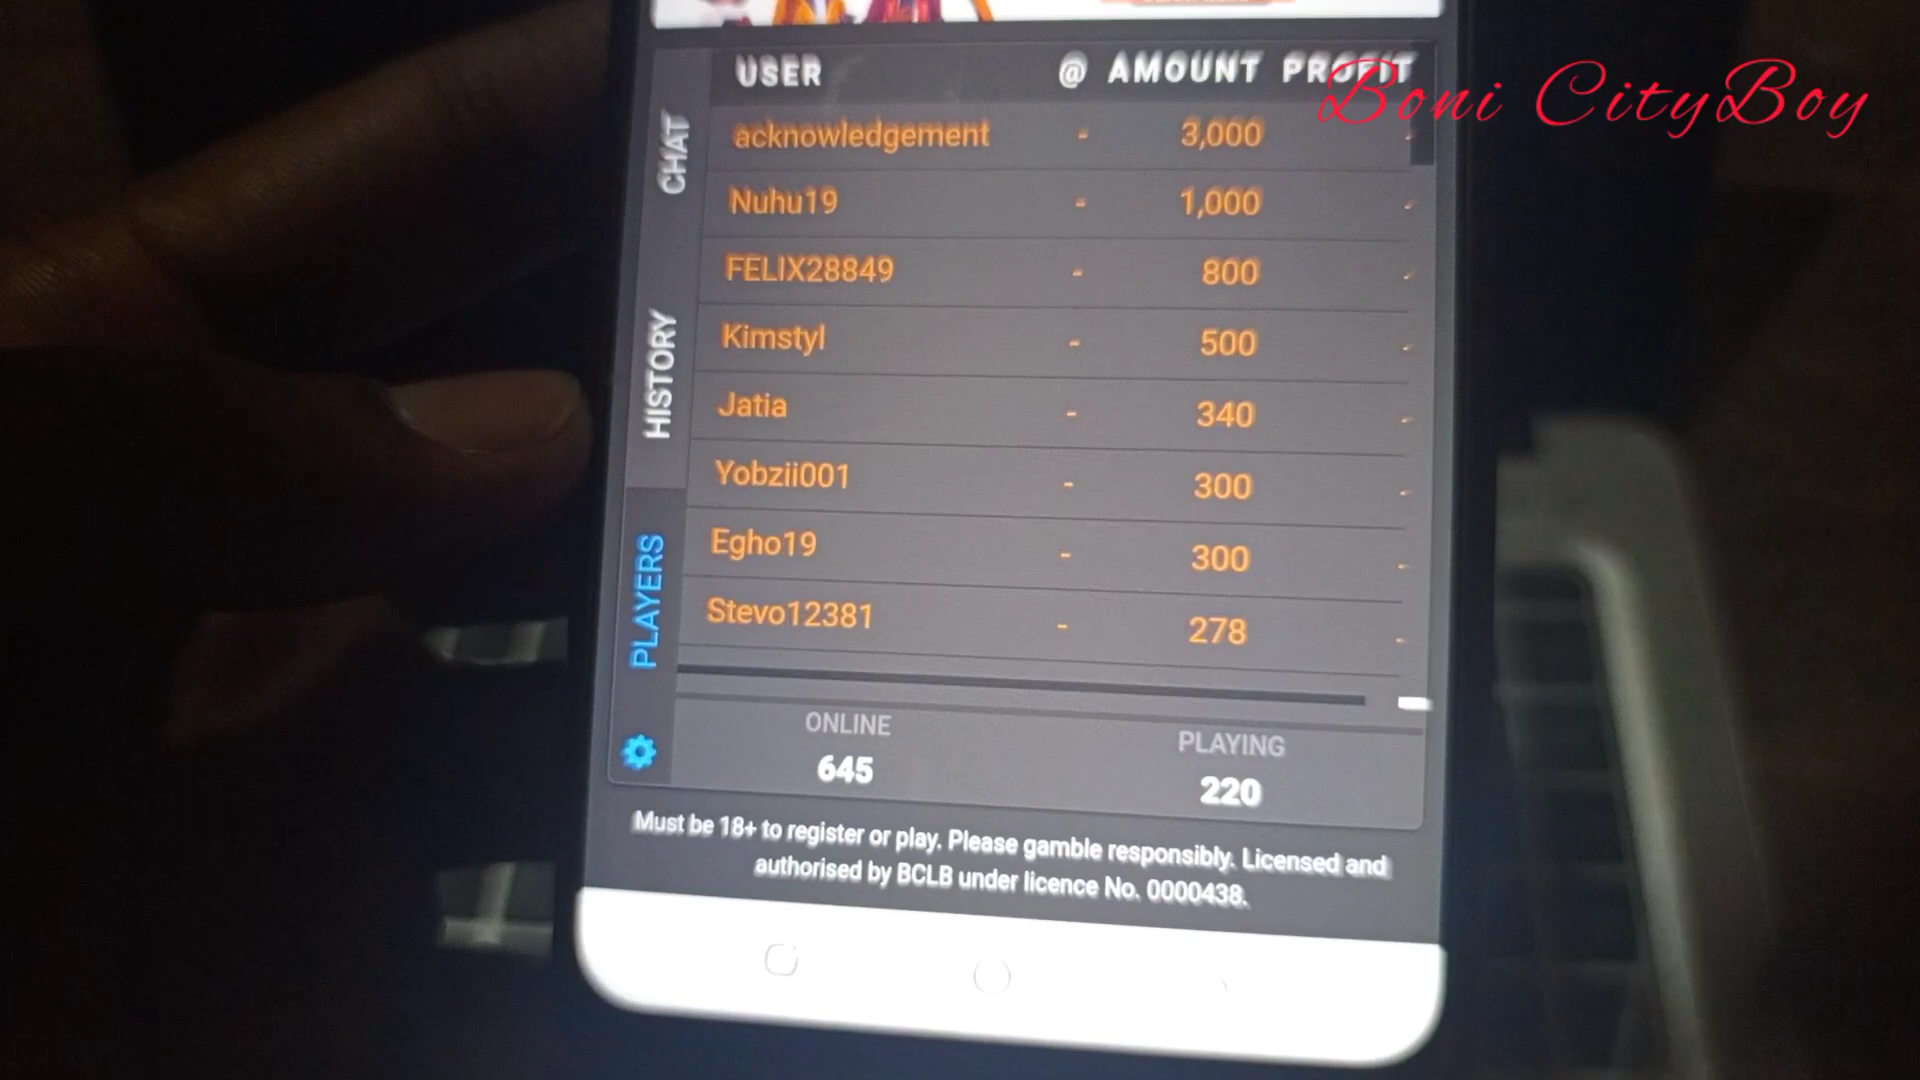 Boni CityBoy
USER @ AMOUNT PROFIT
acknowledgement - 3,000 -
Nuhu19 - 1,000 -
FELIX28849 - 800 -
Kimstyl - 500 -
Jatia - 340 -
Yobzii001 - 300 -
Egho19 - 300 -
Stevo12381 - 278 -
CHAT
HISTORY
PLAYERS
ONLINE PLAYING
645 220
Must be 18+ to register or play. Please gamble responsibly. Licensed and
authorised by BCLB under licence No. 0000438.